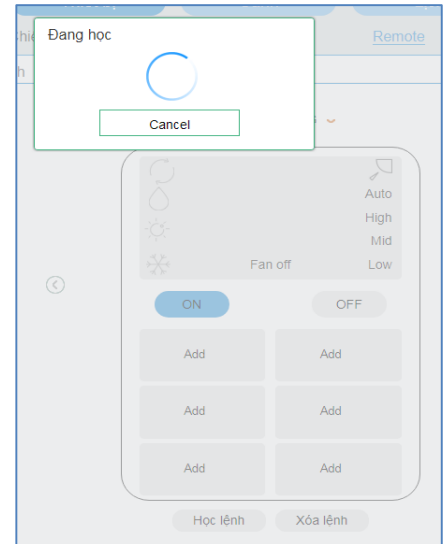 Đang học
Remote
Cancel
Auto
High
Mid
Fan off Low
ON OFF
Add Add
Add Add
Add Add
Học lệnh Xóa lệnh